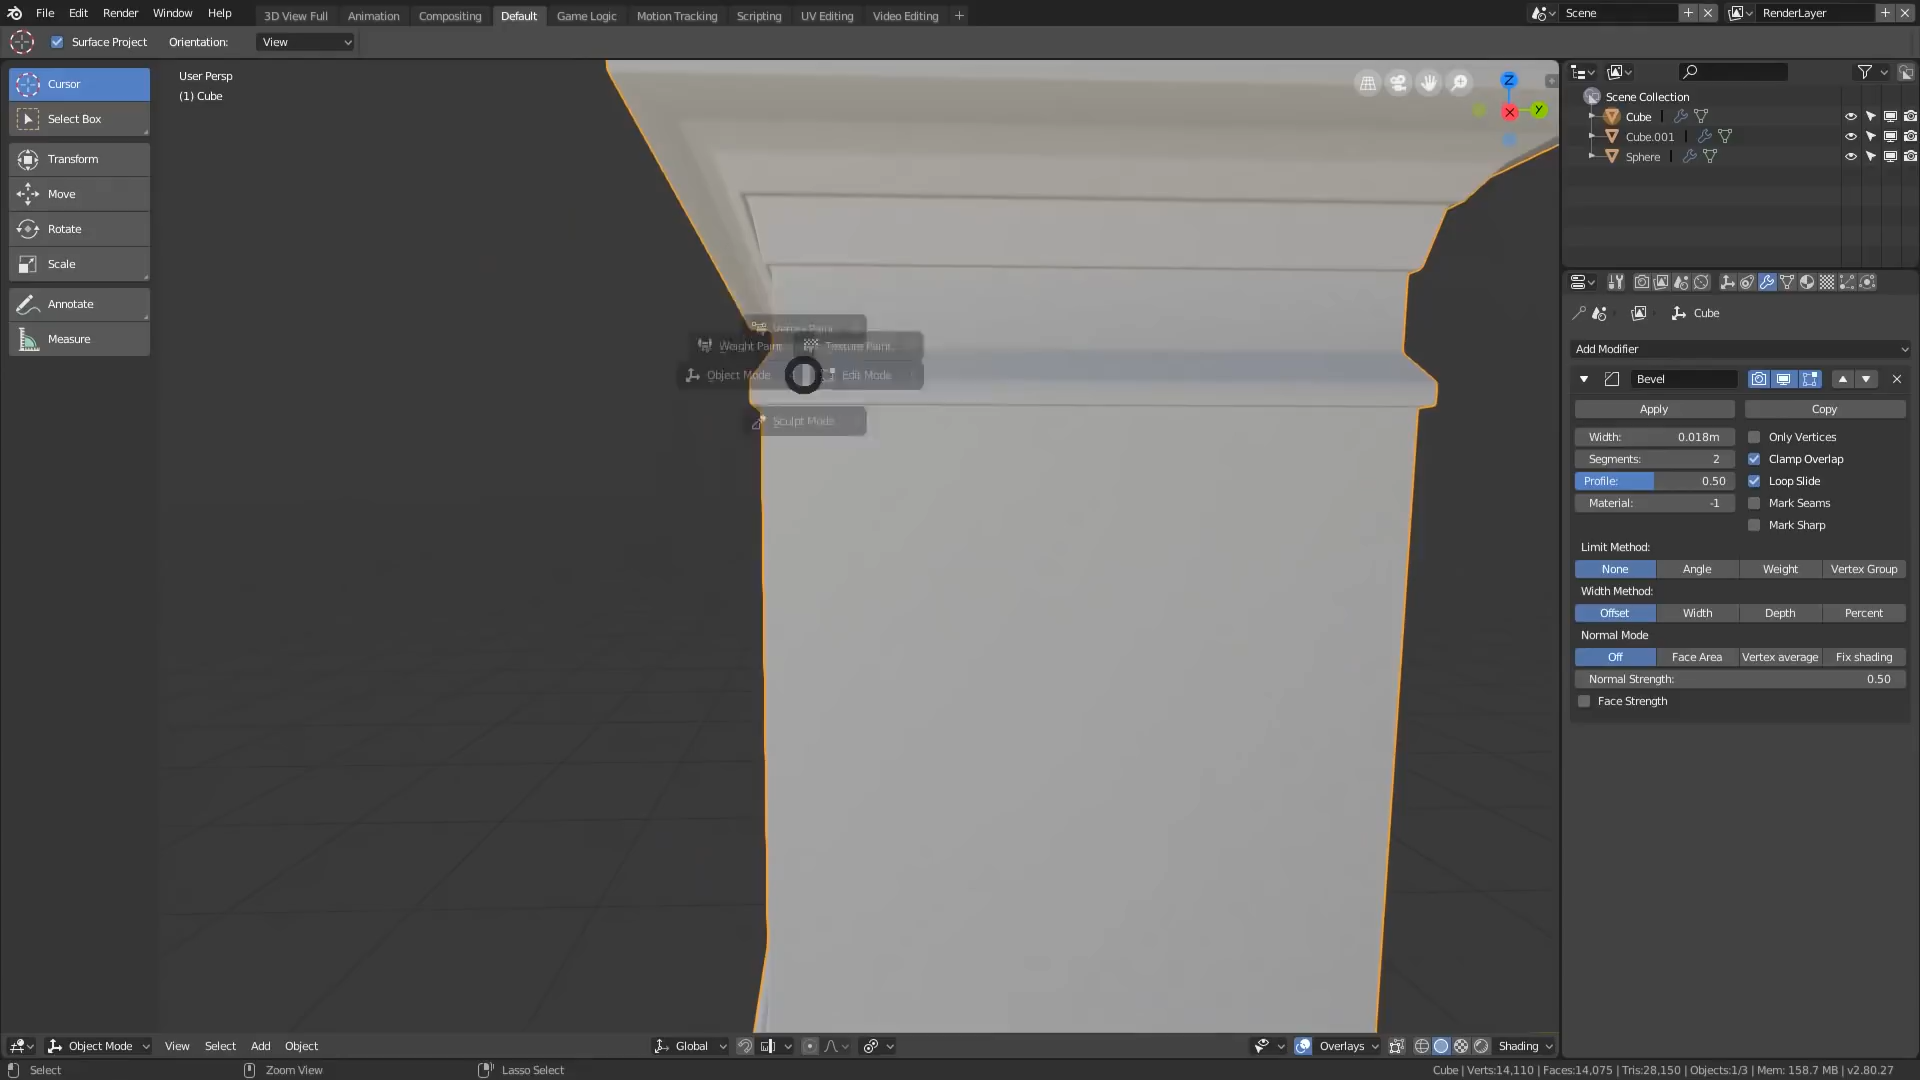 File Edit Render Window Help 3D View Full Animation Compositing Default Game Logic Motion Tracking Scripting UV Editing Video Editing Scene RenderLayer
Surface Project Orientation: View
Cursor
Select Box
Transform
Move
Rotate
Scale
Annotate
Measure
User Persp
(1) Cube
Z
X
Y
Vertex Paint
Weight Paint
Texture Paint
Object Mode
Edit Mode
Sculpt Mode
Scene Collection
Cube
Cube.001
Sphere
Cube
Add Modifier
Bevel
Apply Copy
Width: 0.018m Only Vertices
Segments: 2 Clamp Overlap
Profile: 0.50 Loop Slide
Material: -1 Mark Seams
Mark Sharp
Limit Method:
None Angle Weight Vertex Group
Width Method:
Offset Width Depth Percent
Normal Mode
Off Face Area Vertex average Fix shading
Normal Strength: 0.50
Face Strength
Object Mode View Select Add Object Global Overlays Shading
Select Zoom View Lasso Select Cube | Verts:14,110 | Faces:14,075 | Tris:28,150 | Objects:1/3 | Mem: 158.7 MB | v2.80.27